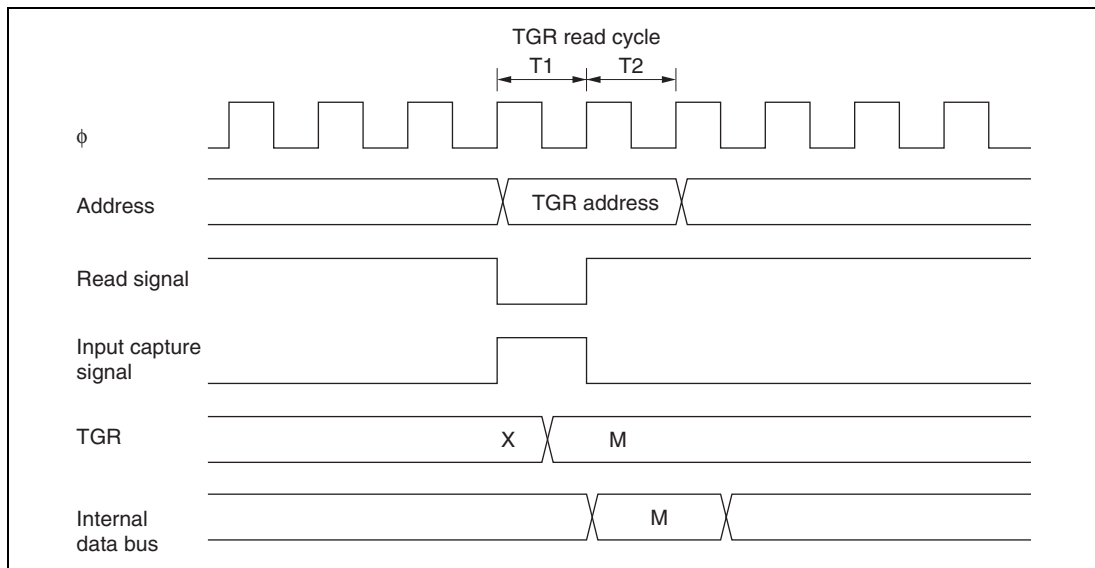 TGR read cycle
T1 T2
ϕ
Address
TGR address
Read signal
Input capture
signal
TGR
X M
Internal
data bus
M